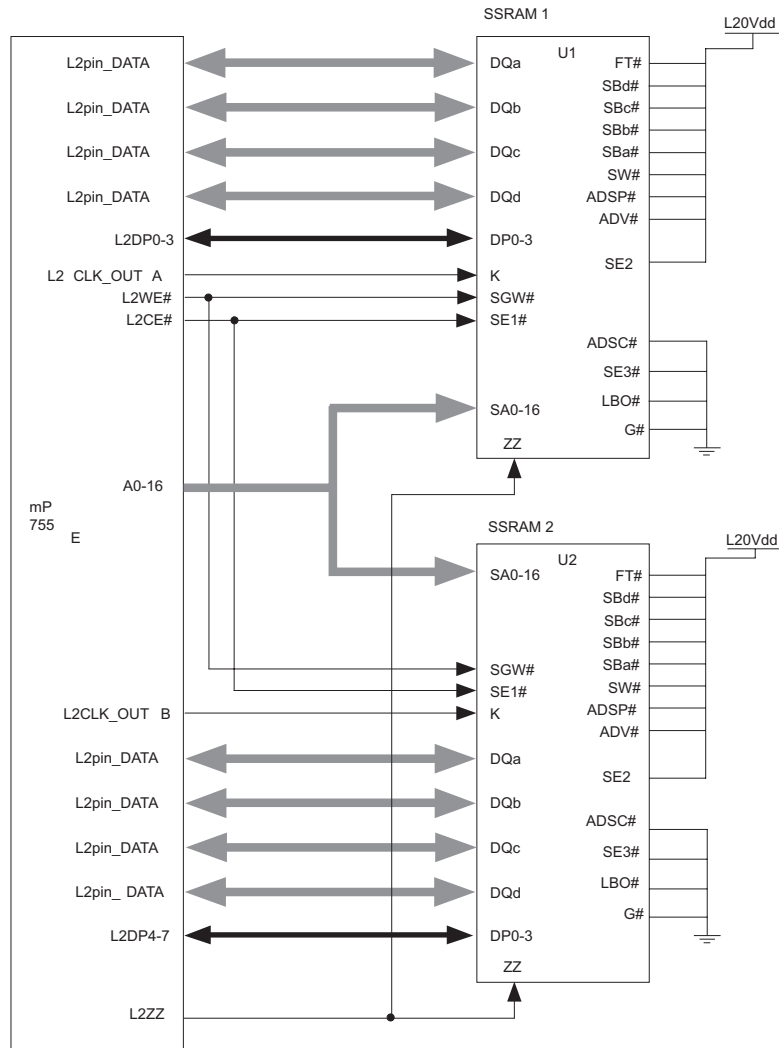 SSRAM 1
L20Vdd
U1
L2pin_DATA DQa FT#
SBd#
L2pin_DATA DQb SBc#
SBb#
L2pin_DATA DQc SBa#
SW#
L2pin_DATA DQd ADSP#
ADV#
L2DP0-3 DP0-3
SE2
L2 CLK_OUT A K
L2WE# SGW#
L2CE# SE1#
ADSC#
SE3#
SA0-16 LBO#
G#
ZZ
A0-16
mP
755
E
SSRAM 2
L20Vdd
U2
SA0-16 FT#
SBd#
SBc#
SBb#
SGW# SBa#
SE1# SW#
L2CLK_OUT B K ADSP#
ADV#
L2pin_DATA DQa
SE2
L2pin_DATA DQb
ADSC#
L2pin_DATA DQc SE3#
LBO#
L2pin_ DATA DQd
G#
L2DP4-7 DP0-3
ZZ
L2ZZ